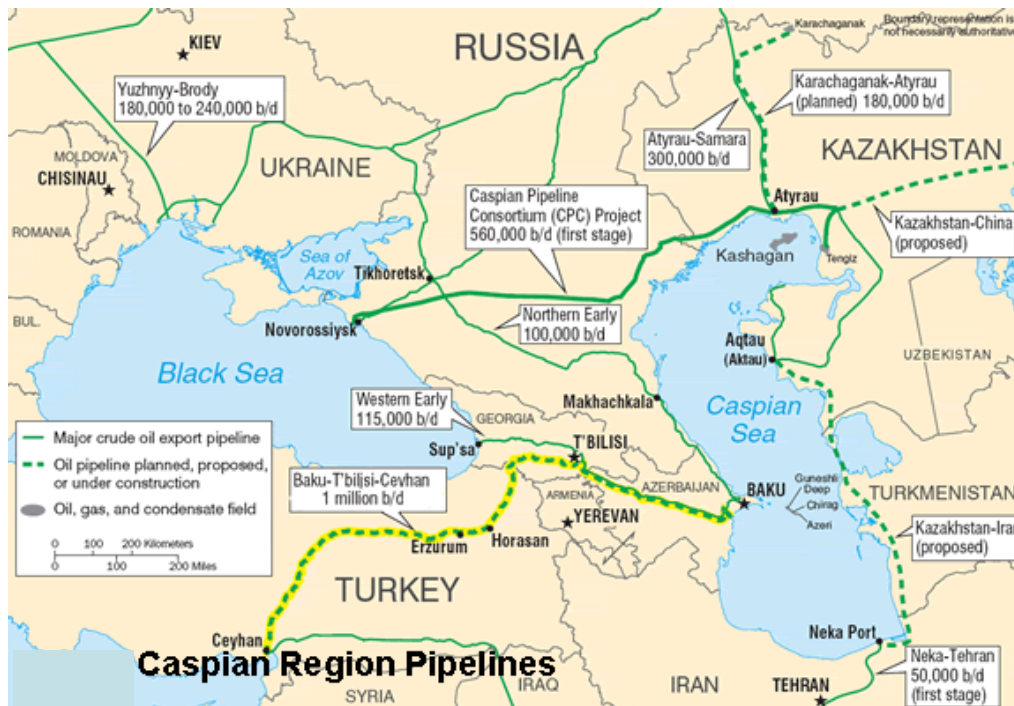 Karachaganak
Boundary representation is
not necessarily authoritative
KIEV
RUSSIA
Yuzhnyy-Brody
180,000 to 240,000 b/d
Karachaganak-Atyrau
(planned) 180,000 b/d
Atyrau-Samara
300,000 b/d
KAZAKHSTAN
MOLDOVA
CHISINAU
UKRAINE
Caspian Pipeline
Consortium (CPC) Project
560,000 b/d (first stage)
Atyrau
Kazakhstan-China
(proposed)
ROMANIA
Sea of
Azov
Tikhoretsk
Kashagan
Tengiz
BUL.
Novorossiysk
Northern Early
100,000 b/d
Aqtau
(Aktau)
UZBEKISTAN
Black Sea
Western Early
115,000 b/d
GEORGIA
Makhachkala
Caspian
Sea
Major crude oil export pipeline
Oil pipeline planned, proposed,
or under construction
Oil, gas, and condensate field
0 100 200 Kilometers
0 100 200 Miles
Sup'sa
T'BILISI
Baku-T'bilisi-Cevhan
1 million b/d
ARMENIA
AZERBAIJAN
BAKU
Guneshli
Deep
Chirag
Azeri
TURKMENISTAN
YEREVAN
Erzurum
Horasan
Kazakhstan-Iran
(proposed)
TURKEY
Ceyhan
Neka Port
Caspian Region Pipelines
Neka-Tehran
50,000 b/d
(first stage)
SYRIA
IRAQ
IRAN
TEHRAN